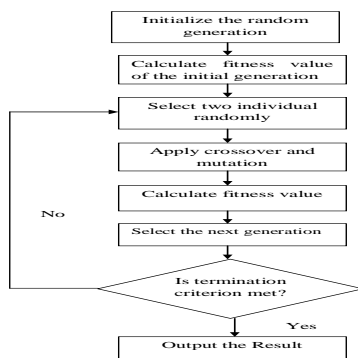 Initialize the random
generation
Calculate fitness value
of the initial generation
Select two individual
randomly
Apply crossover and
mutation
Calculate fitness value
No
Select the next generation
Is termination
criterion met?
Yes
Output the Result